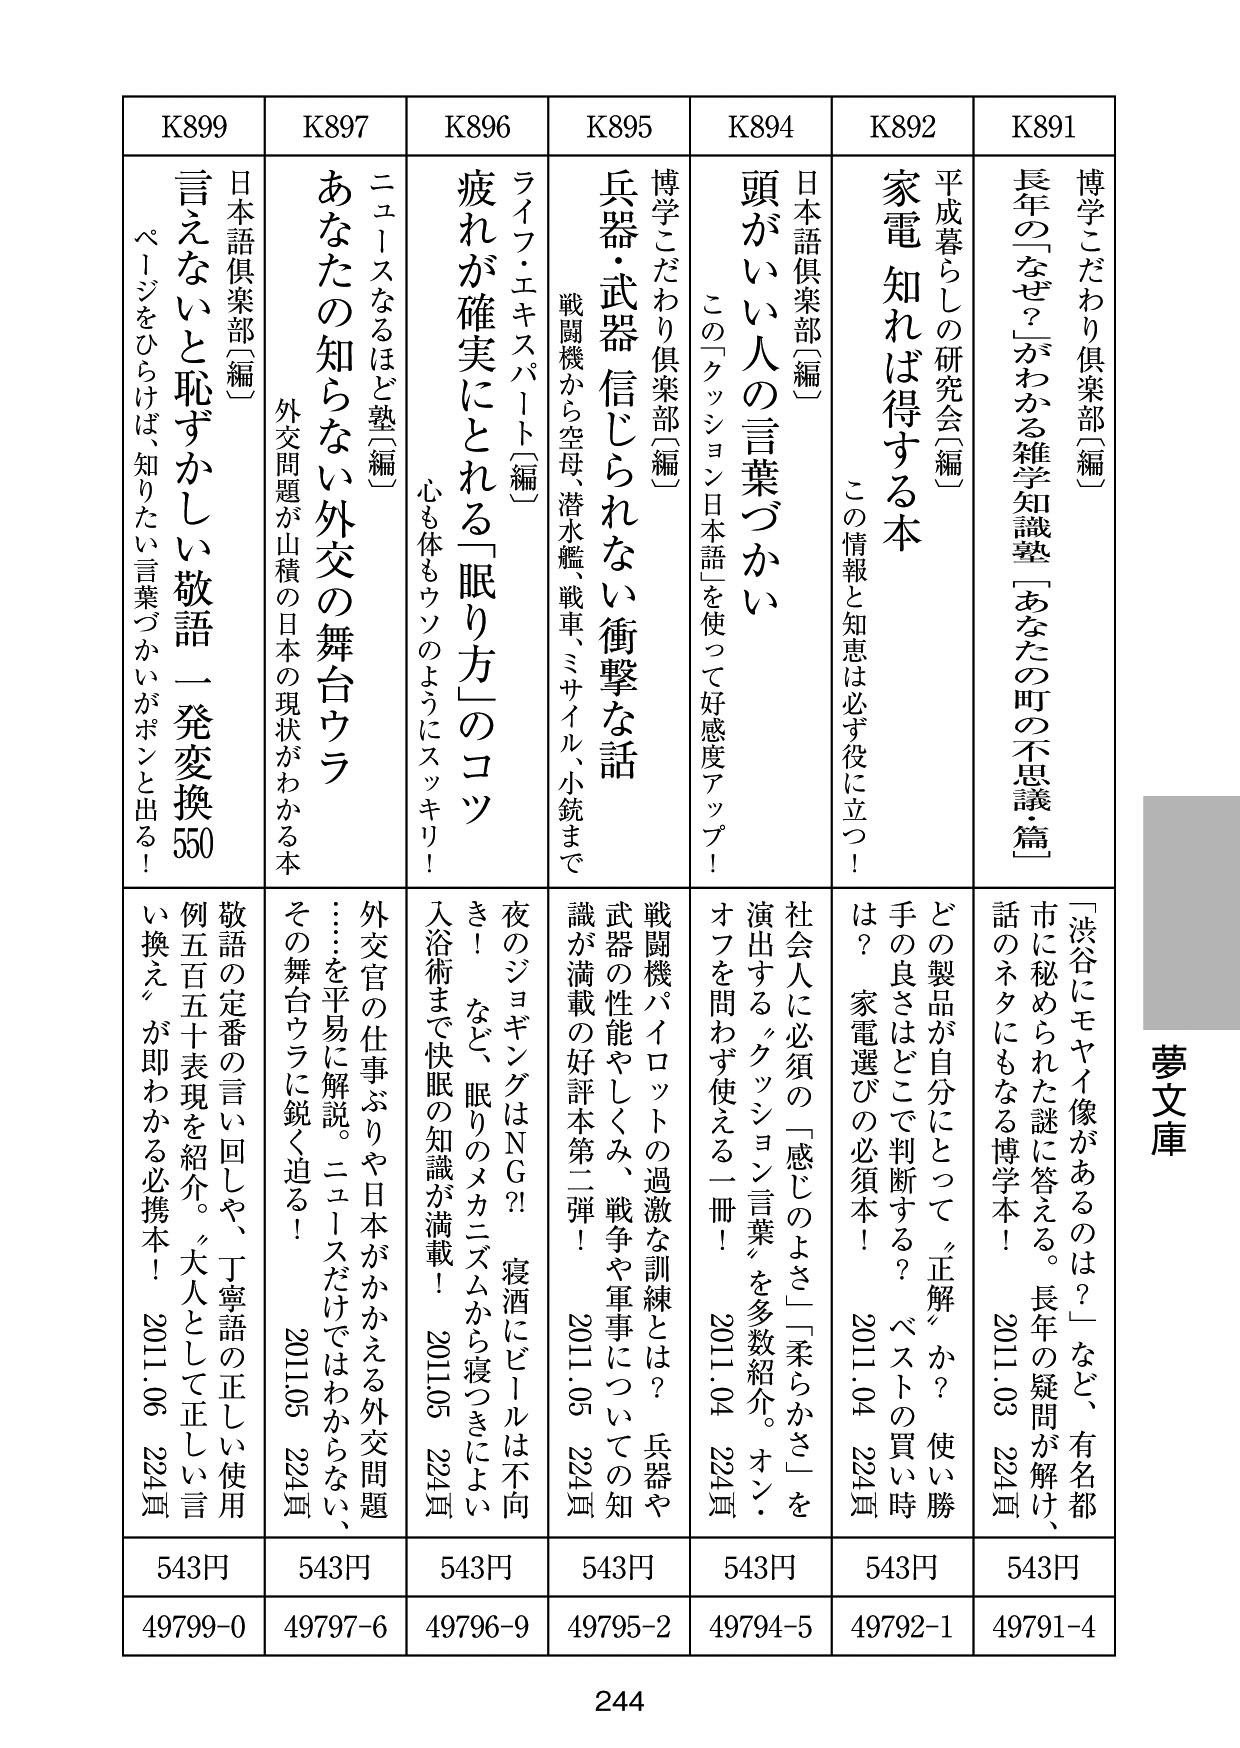 夢文庫
K891
博学こだわり倶楽部〔編〕
長年の「なぜ？」がわかる雑学知識塾［あなたの町の不思議・篇］
「渋谷にモヤイ像があるのは？」など、有名都
市に秘められた謎に答える。長年の疑問が解け、
話のネタにもなる博学本！ 2011.03 224頁
543円
49791-4
K892
平成暮らしの研究会〔編〕
家電 知れば得する本
この情報と知恵は必ず役に立つ！
どの製品が自分にとって〝正解〟か？ 使い勝
手の良さはどこで判断する？ ベストの買い時
は？ 家電選びの必須本！ 2011.04 224頁
543円
49792-1
K894
日本語倶楽部〔編〕
頭がいい人の言葉づかい
この「クッション日本語」を使って好感度アップ！
社会人に必須の「感じのよさ」「柔らかさ」を
演出する〝クッション言葉〟を多数紹介。オン・
オフを問わず使える一冊！ 2011.04 224頁
543円
49794-5
K895
博学こだわり倶楽部〔編〕
兵器・武器 信じられない衝撃な話
戦闘機から空母、潜水艦、戦車、ミサイル、小銃まで
戦闘機パイロットの過激な訓練とは？ 兵器や
武器の性能やしくみ、戦争や軍事についての知
識が満載の好評本第二弾！ 2011.05 224頁
543円
49795-2
K896
ライフ・エキスパート〔編〕
疲れが確実にとれる「眠り方」のコツ
心も体もウソのようにスッキリ！
夜のジョギングはNG?! 寝酒にビールは不向
き！ など、眠りのメカニズムから寝つきによい
入浴術まで快眠の知識が満載！ 2011.05 224頁
543円
49796-9
K897
ニュースなるほど塾〔編〕
あなたの知らない外交の舞台ウラ
外交問題が山積の日本の現状がわかる本
外交官の仕事ぶりや日本がかかえる外交問題
……を平易に解説。ニュースだけではわからない、
その舞台ウラに鋭く迫る！ 2011.05 224頁
543円
49797-6
K899
日本語倶楽部〔編〕
言えないと恥ずかしい敬語 一発変換550
ページをひらけば、知りたい言葉づかいがポンと出る！
敬語の定番の言い回しや、丁寧語の正しい使用
例五百五十表現を紹介。〝大人として正しい言
い換え〟が即わかる必携本！ 2011.06 224頁
543円
49799-0
244